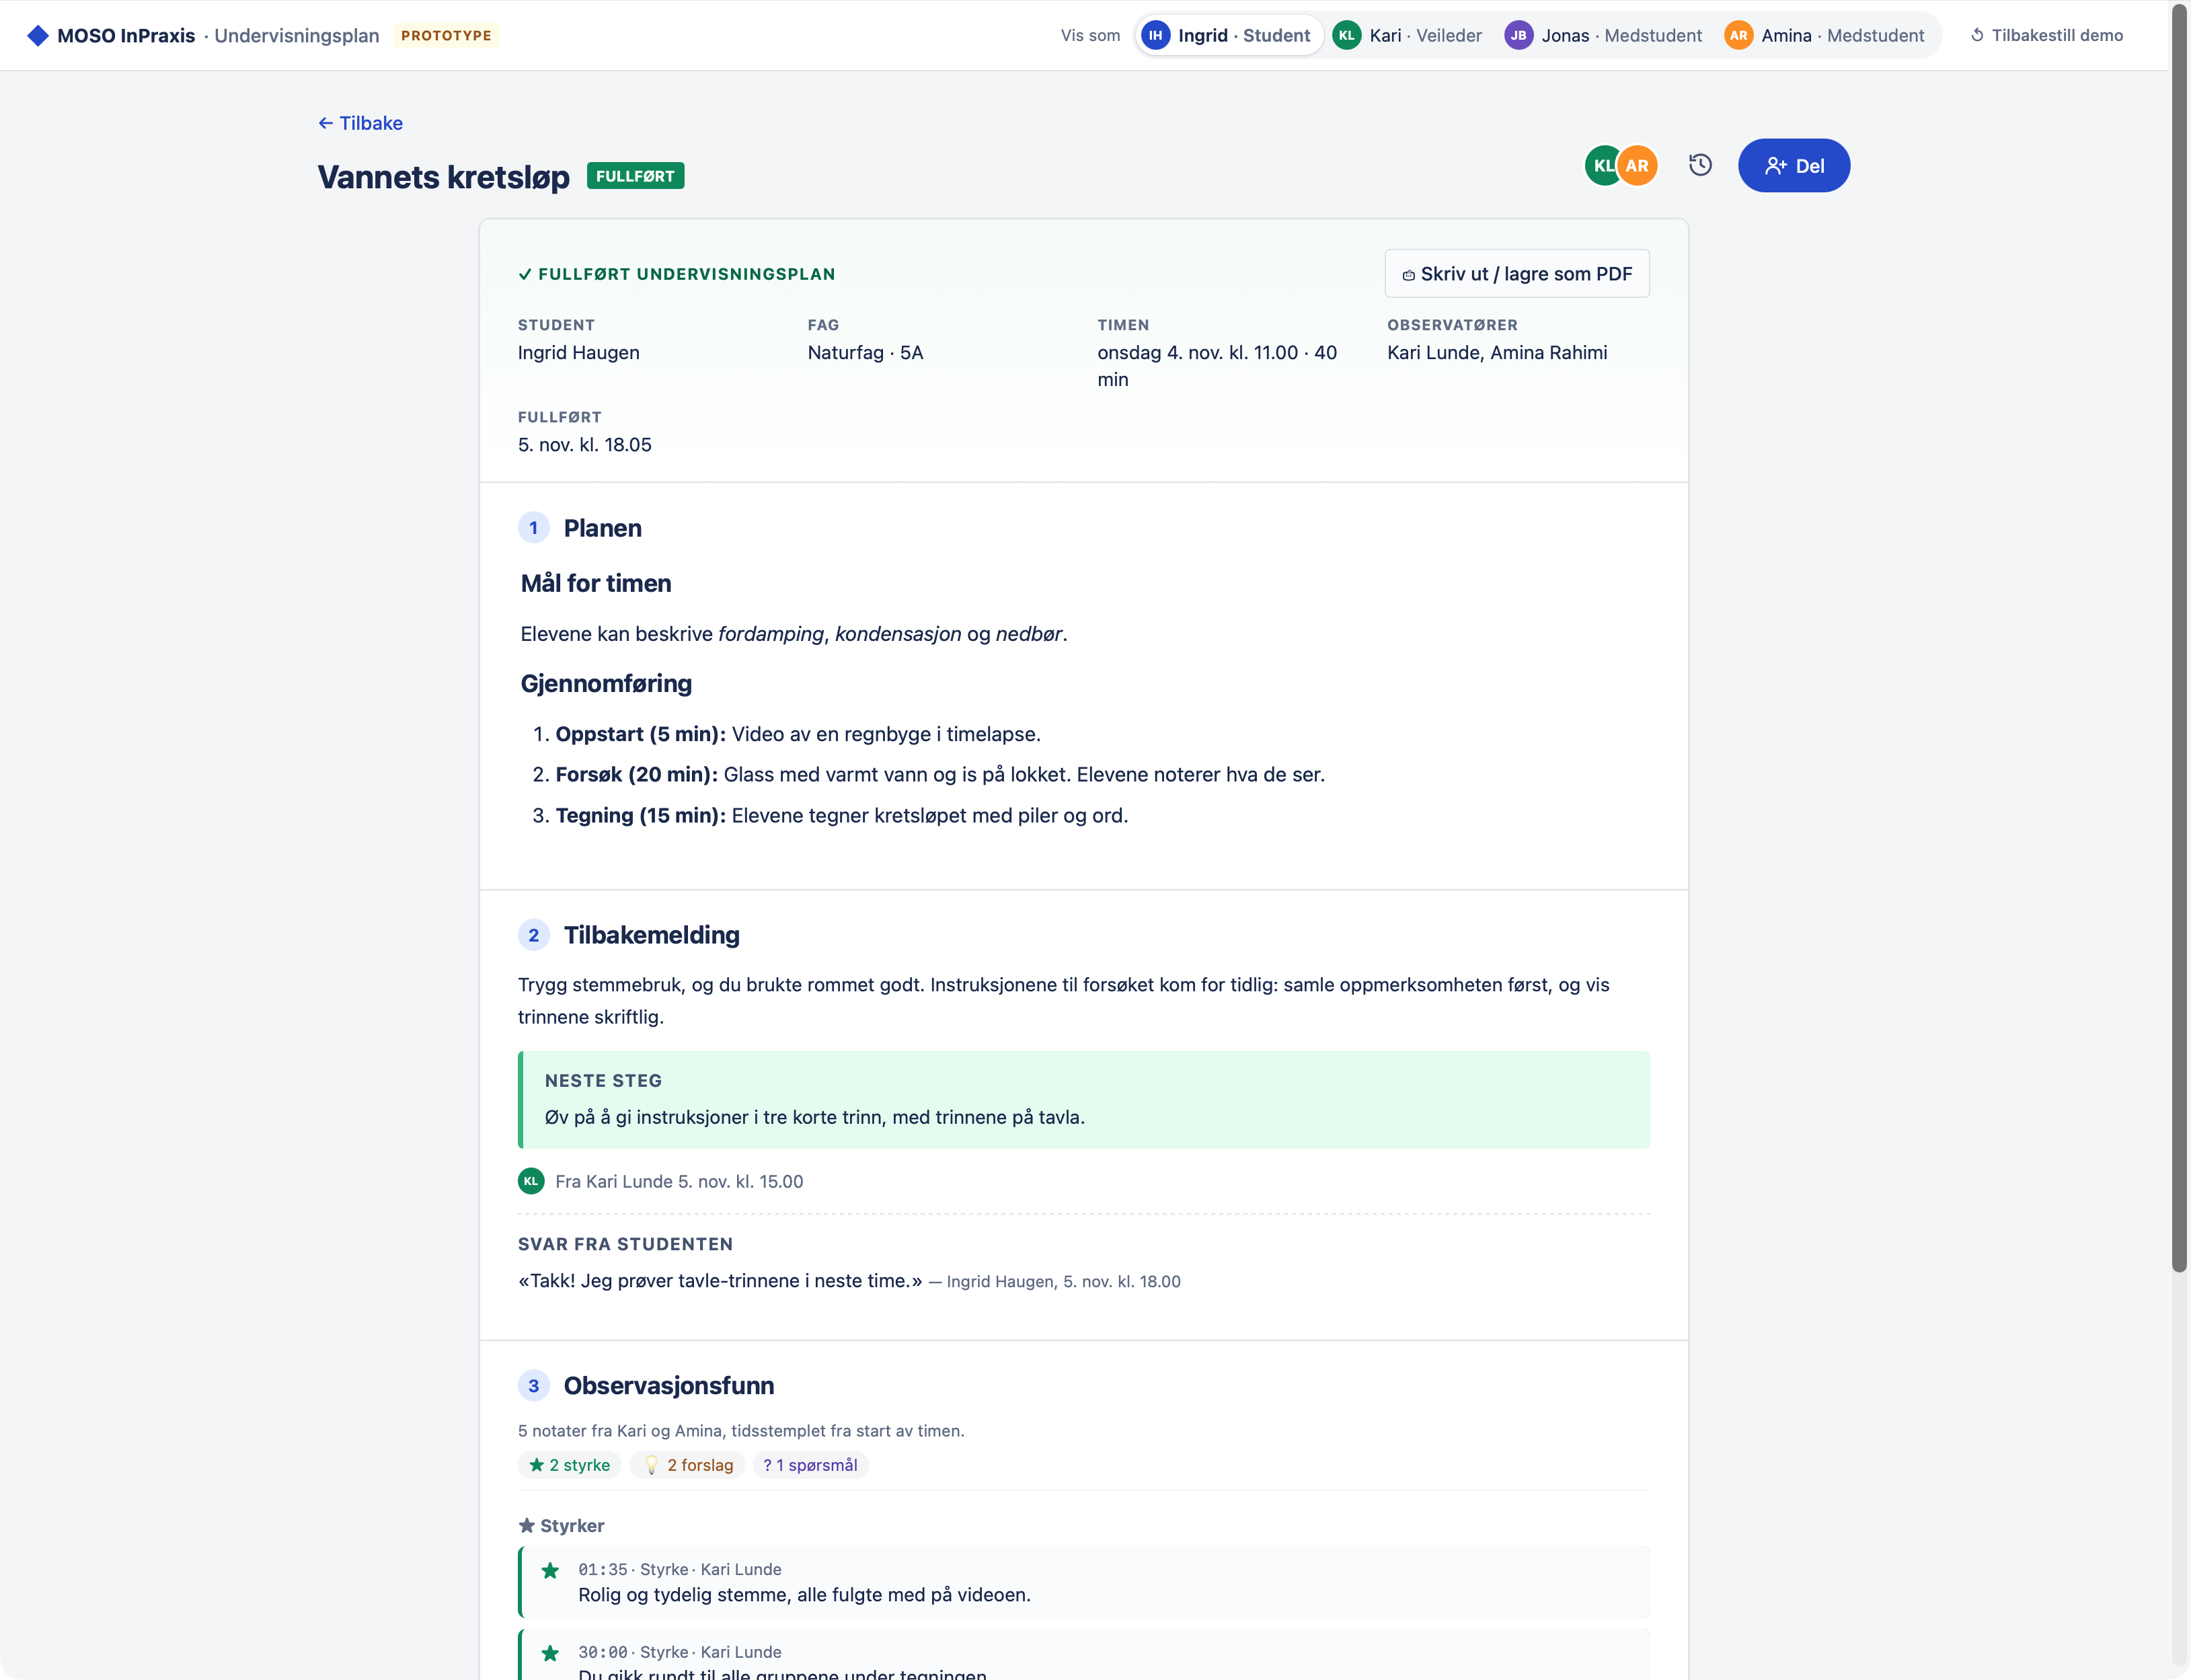 MOSO InPraxis · Undervisningsplan PROTOTYPE
Vis som IH Ingrid · Student KL Kari · Veileder JB Jonas · Medstudent AR Amina · Medstudent Tilbakestill demo
← Tilbake
Vannets kretsløp FULLFØRT
KL AR Del
✓ FULLFØRT UNDERVISNINGSPLAN
Skriv ut / lagre som PDF
STUDENT
Ingrid Haugen
FAG
Naturfag · 5A
TIMEN
onsdag 4. nov. kl. 11.00 · 40
min
OBSERVATØRER
Kari Lunde, Amina Rahimi
FULLFØRT
5. nov. kl. 18.05
1 Planen
Mål for timen
Elevene kan beskrive fordamping, kondensasjon og nedbør.
Gjennomføring
1. Oppstart (5 min): Video av en regnbyge i timelapse.
2. Forsøk (20 min): Glass med varmt vann og is på lokket. Elevene noterer hva de ser.
3. Tegning (15 min): Elevene tegner kretsløpet med piler og ord.
2 Tilbakemelding
Trygg stemmebruk, og du brukte rommet godt. Instruksjonene til forsøket kom for tidlig: samle oppmerksomheten først, og vis
trinnene skriftlig.
NESTE STEG
Øv på å gi instruksjoner i tre korte trinn, med trinnene på tavla.
KL Fra Kari Lunde 5. nov. kl. 15.00
SVAR FRA STUDENTEN
«Takk! Jeg prøver tavle-trinnene i neste time.» — Ingrid Haugen, 5. nov. kl. 18.00
3 Observasjonsfunn
5 notater fra Kari og Amina, tidsstemplet fra start av timen.
★ 2 styrke 💡 2 forslag ? 1 spørsmål
★ Styrker
★ 01:35 · Styrke · Kari Lunde
Rolig og tydelig stemme, alle fulgte med på videoen.
★ 30:00 · Styrke · Kari Lunde
Du gikk rundt til alle gruppene under tegningen.